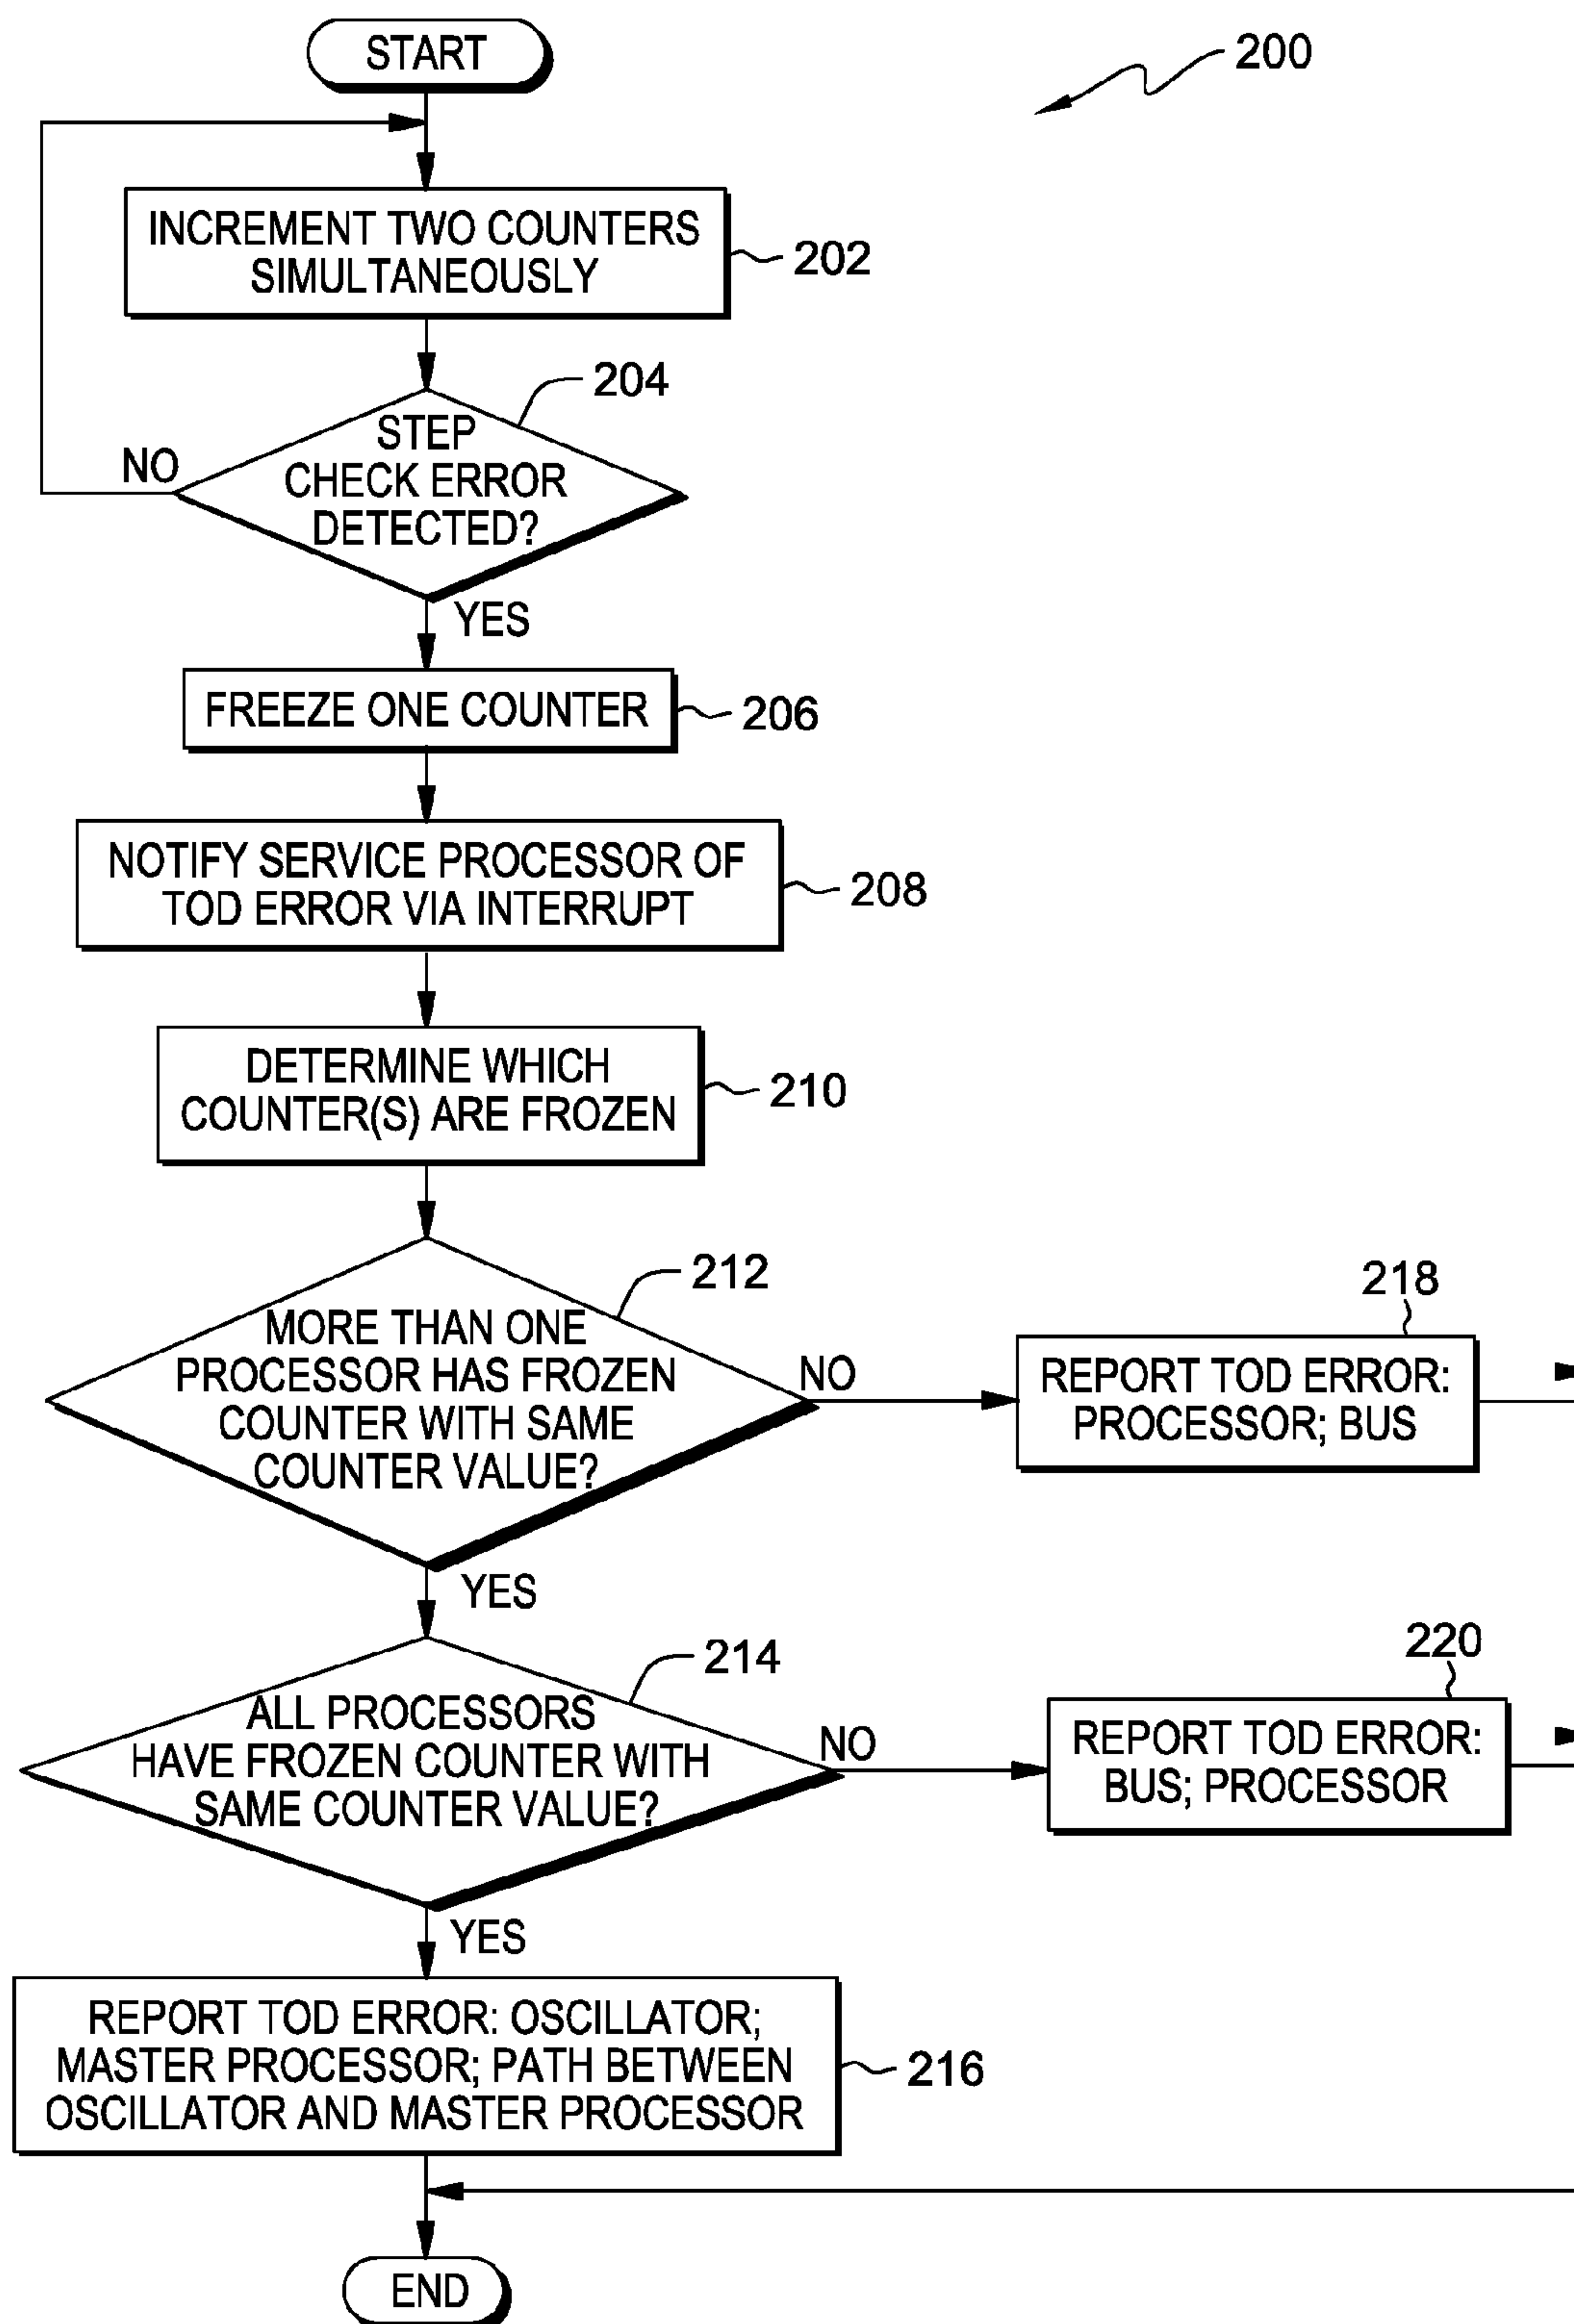 START
200
INCREMENT TWO COUNTERS
SIMULTANEOUSLY
202
204
STEP
CHECK ERROR
DETECTED?
NO
YES
FREEZE ONE COUNTER
206
NOTIFY SERVICE PROCESSOR OF
TOD ERROR VIA INTERRUPT
208
DETERMINE WHICH
COUNTER(S) ARE FROZEN
210
212
MORE THAN ONE
PROCESSOR HAS FROZEN
COUNTER WITH SAME
COUNTER VALUE?
NO
218
REPORT TOD ERROR:
PROCESSOR; BUS
YES
214
ALL PROCESSORS
HAVE FROZEN COUNTER WITH
SAME COUNTER VALUE?
NO
220
REPORT TOD ERROR:
BUS; PROCESSOR
YES
REPORT TOD ERROR: OSCILLATOR;
MASTER PROCESSOR; PATH BETWEEN
OSCILLATOR AND MASTER PROCESSOR
216
END